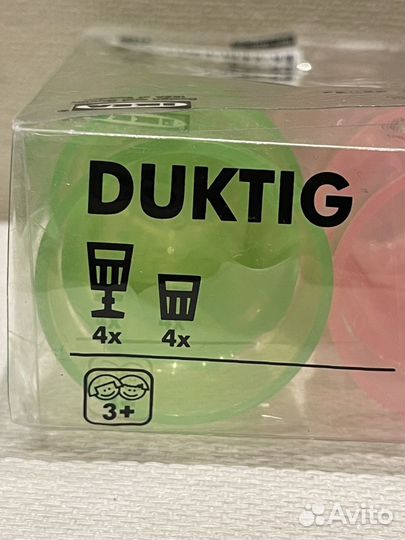 DUKTIG
4x 4x
3+
Avito